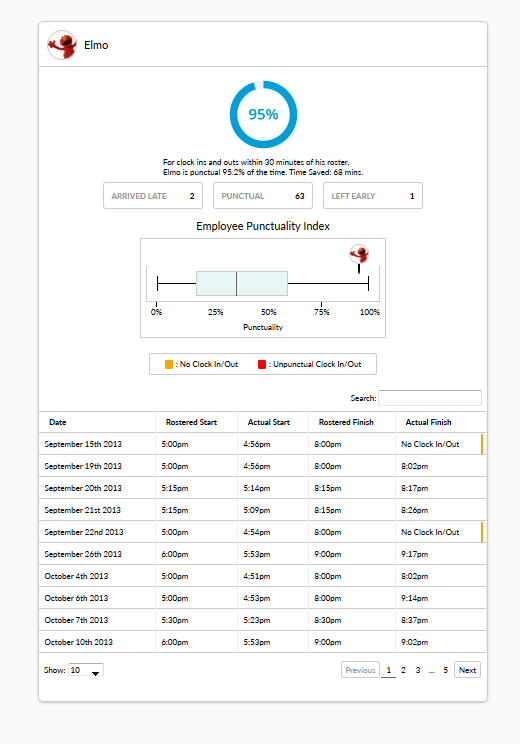 Elmo
95%
For clock ins and outs within 30 minutes of his roster,
Elmo is punctual 95.2% of the time. Time Saved: 68 mins.
ARRIVED LATE 2 PUNCTUAL 63 LEFT EARLY 1
Employee Punctuality Index
0% 25% 50% 75% 100%
Punctuality
: No Clock In/Out : Unpunctual Clock In/Out
Search:
Date Rostered Start Actual Start Rostered Finish Actual Finish
September 15th 2013 5:00pm 4:56pm 8:00pm No Clock In/Out
September 19th 2013 5:00pm 4:56pm 8:00pm 8:02pm
September 20th 2013 5:15pm 5:14pm 8:15pm 8:17pm
September 21st 2013 5:15pm 5:09pm 8:15pm 8:26pm
September 22nd 2013 5:00pm 4:54pm 8:00pm No Clock In/Out
September 26th 2013 6:00pm 5:53pm 9:00pm 9:17pm
October 4th 2013 5:00pm 4:51pm 8:00pm 8:02pm
October 6th 2013 5:00pm 4:53pm 8:00pm 9:14pm
October 7th 2013 5:30pm 5:23pm 8:30pm 8:37pm
October 10th 2013 6:00pm 5:53pm 9:00pm 9:02pm
Show: 10 Previous 1 2 3 ... 5 Next